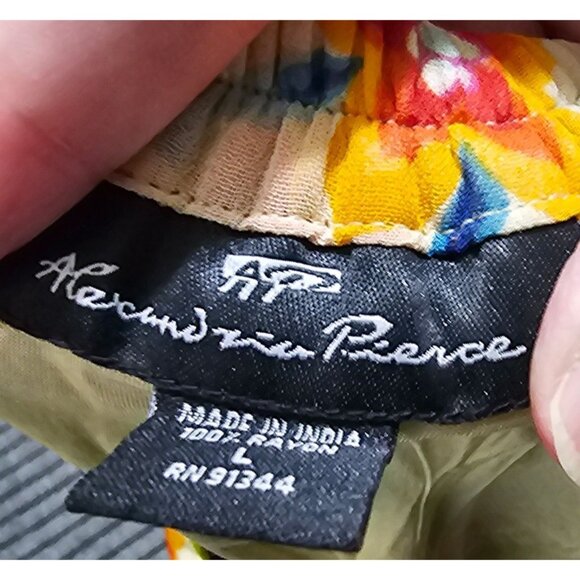 AP
Alexandria Pierce
MADE IN INDIA
100% RAYON
L
RN 91344